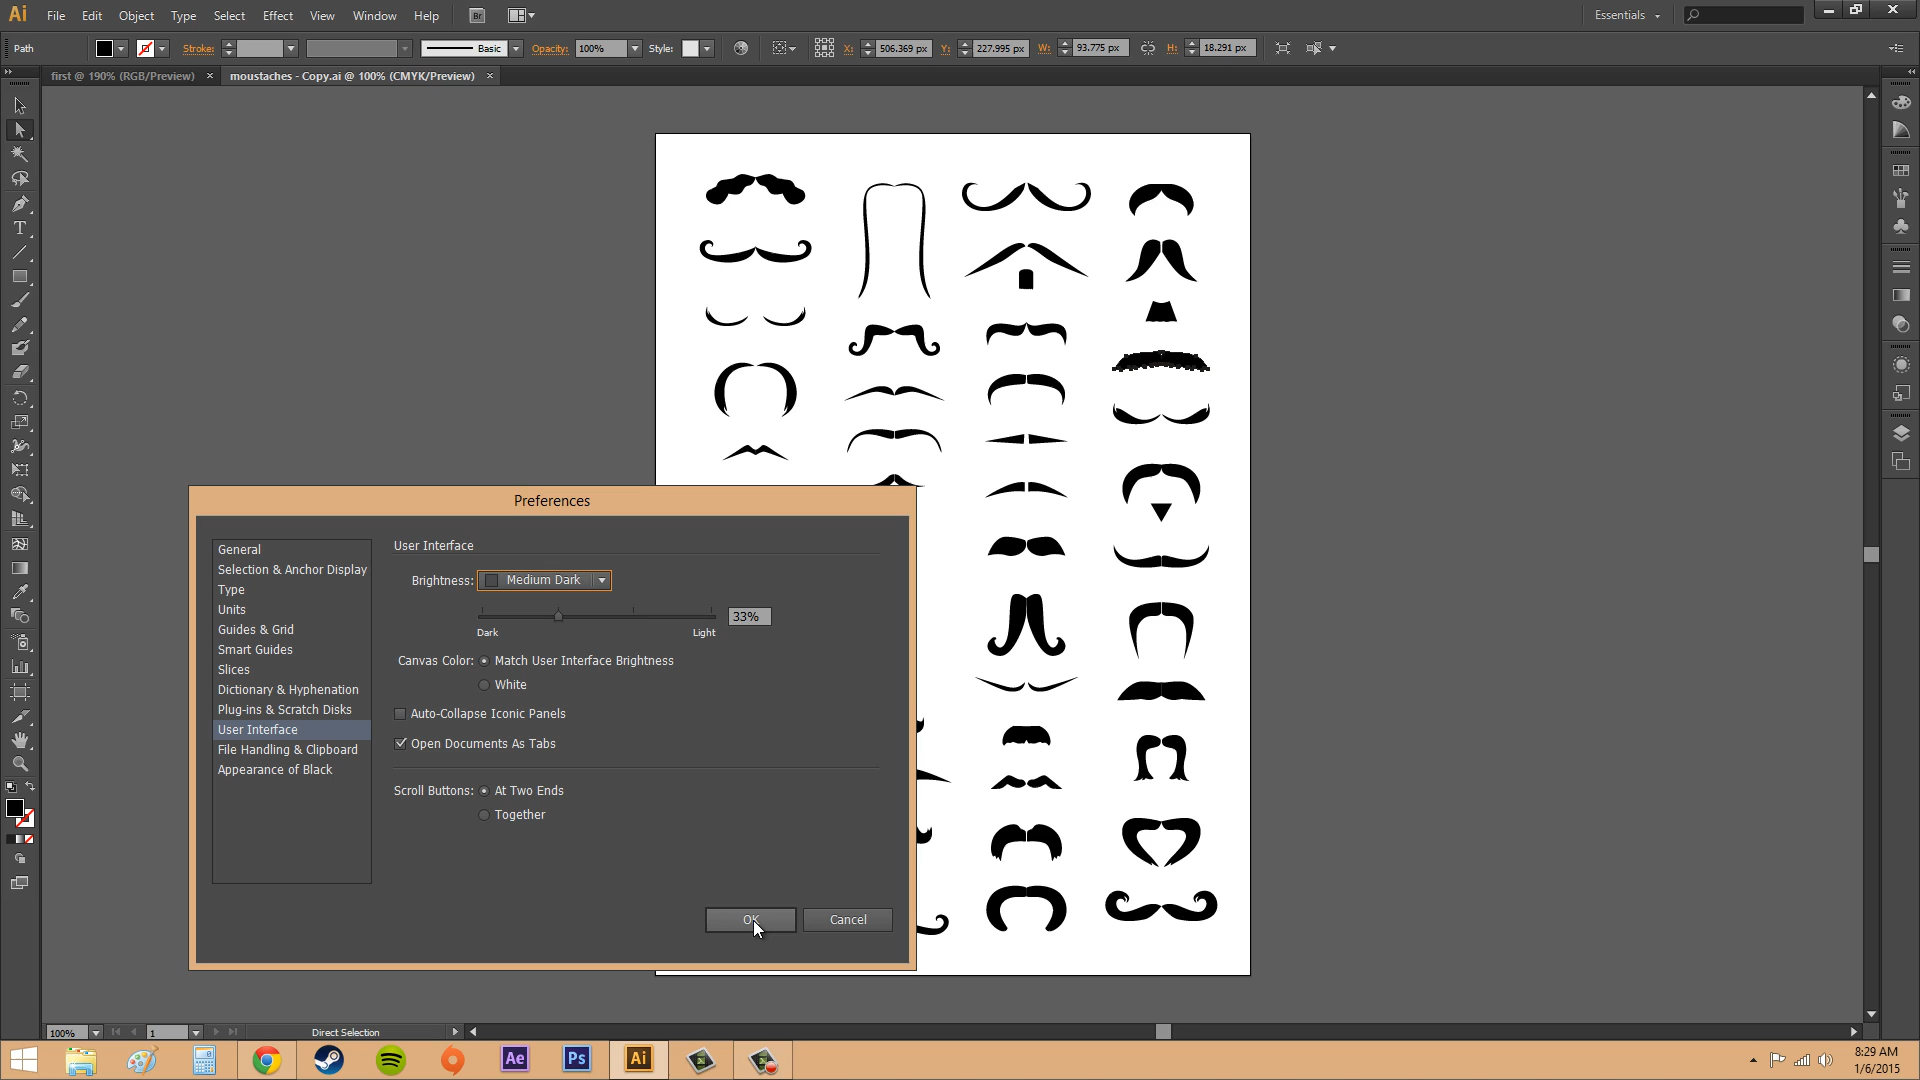 Ai File Edit Object Type Select Effect View Window Help Br Essentials
Path Stroke: Basic Opacity: 100% Style: X: 506.369 px Y: 227.995 px W: 93.775 px H: 18.291 px
first @ 190% (RGB/Preview) × moustaches - Copy.ai @ 100% (CMYK/Preview) ×
Preferences
General
Selection & Anchor Display
Type
Units
Guides & Grid
Smart Guides
Slices
Dictionary & Hyphenation
Plug-ins & Scratch Disks
User Interface
File Handling & Clipboard
Appearance of Black
User Interface
Brightness: Medium Dark
33%
Dark Light
Canvas Color: Match User Interface Brightness
White
Auto-Collapse Iconic Panels
Open Documents As Tabs
Scroll Buttons: At Two Ends
Together
OK Cancel
T
100% 1 Direct Selection
Ae Ps Ai
8:29 AM
1/6/2015